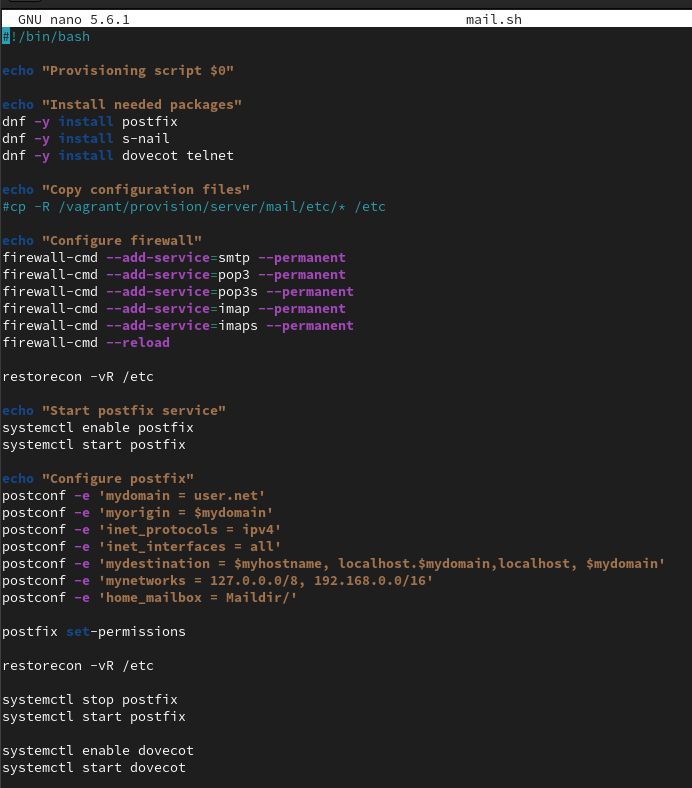 GNU nano 5.6.1 mail.sh
#!/bin/bash
echo "Provisioning script $0"
echo "Install needed packages"
dnf -y install postfix
dnf -y install s-nail
dnf -y install dovecot telnet
echo "Copy configuration files"
#cp -R /vagrant/provision/server/mail/etc/* /etc
echo "Configure firewall"
firewall-cmd --add-service=smtp --permanent
firewall-cmd --add-service=pop3 --permanent
firewall-cmd --add-service=pop3s --permanent
firewall-cmd --add-service=imap --permanent
firewall-cmd --add-service=imaps --permanent
firewall-cmd --reload
restorecon -vR /etc
echo "Start postfix service"
systemctl enable postfix
systemctl start postfix
echo "Configure postfix"
postconf -e 'mydomain = user.net'
postconf -e 'myorigin = $mydomain'
postconf -e 'inet_protocols = ipv4'
postconf -e 'inet_interfaces = all'
postconf -e 'mydestination = $myhostname, localhost.$mydomain,localhost, $mydomain'
postconf -e 'mynetworks = 127.0.0.0/8, 192.168.0.0/16'
postconf -e 'home_mailbox = Maildir/'
postfix set-permissions
restorecon -vR /etc
systemctl stop postfix
systemctl start postfix
systemctl enable dovecot
systemctl start dovecot